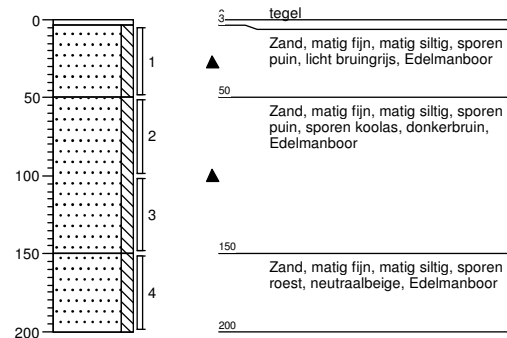 0
50
100
150
200
1
2
3
4
0
3
tegel
Zand, matig fijn, matig siltig, sporen
puin, licht bruingrijs, Edelmanboor
50
Zand, matig fijn, matig siltig, sporen
puin, sporen koolas, donkerbruin,
Edelmanboor
150
Zand, matig fijn, matig siltig, sporen
roest, neutraalbeige, Edelmanboor
200